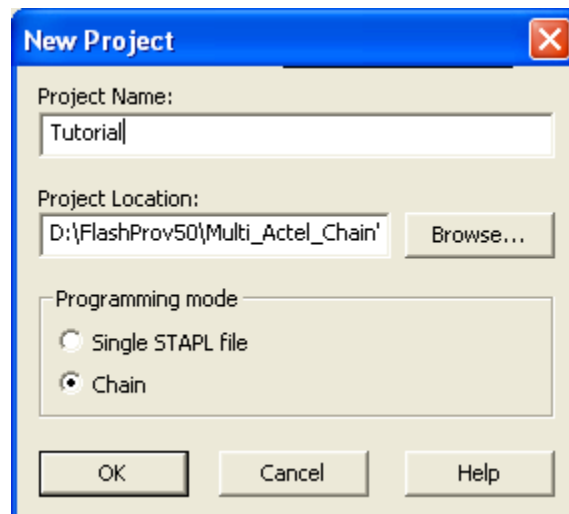 New Project
Project Name:
Tutorial
Project Location:
D:\FlashProv50\Multi_Actel_Chain'
Browse...
Programming mode
Single STAPL file
Chain
OK
Cancel
Help